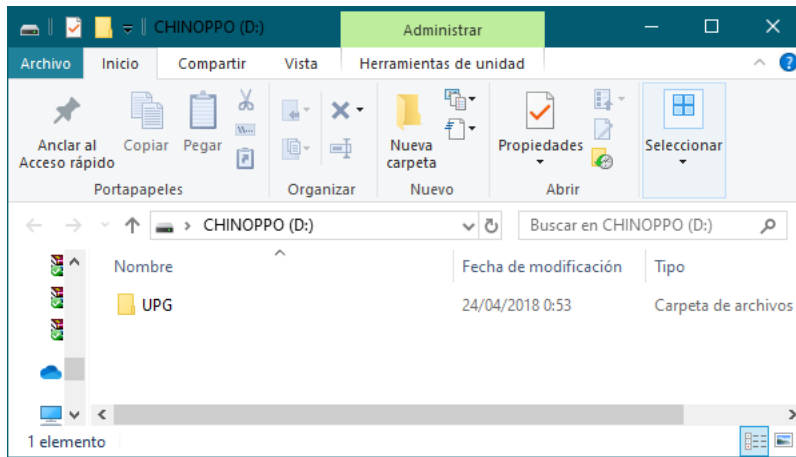 CHINOPPO (D:)
Administrar
Archivo Inicio Compartir Vista Herramientas de unidad
Anclar al Acceso rápido
Copiar
Pegar
Nueva carpeta
Propiedades
Seleccionar
Portapapeles Organizar Nuevo Abrir
CHINOPPO (D:) Buscar en CHINOPPO (D:)
Nombre Fecha de modificación Tipo
UPG 24/04/2018 0:53 Carpeta de archivos
1 elemento